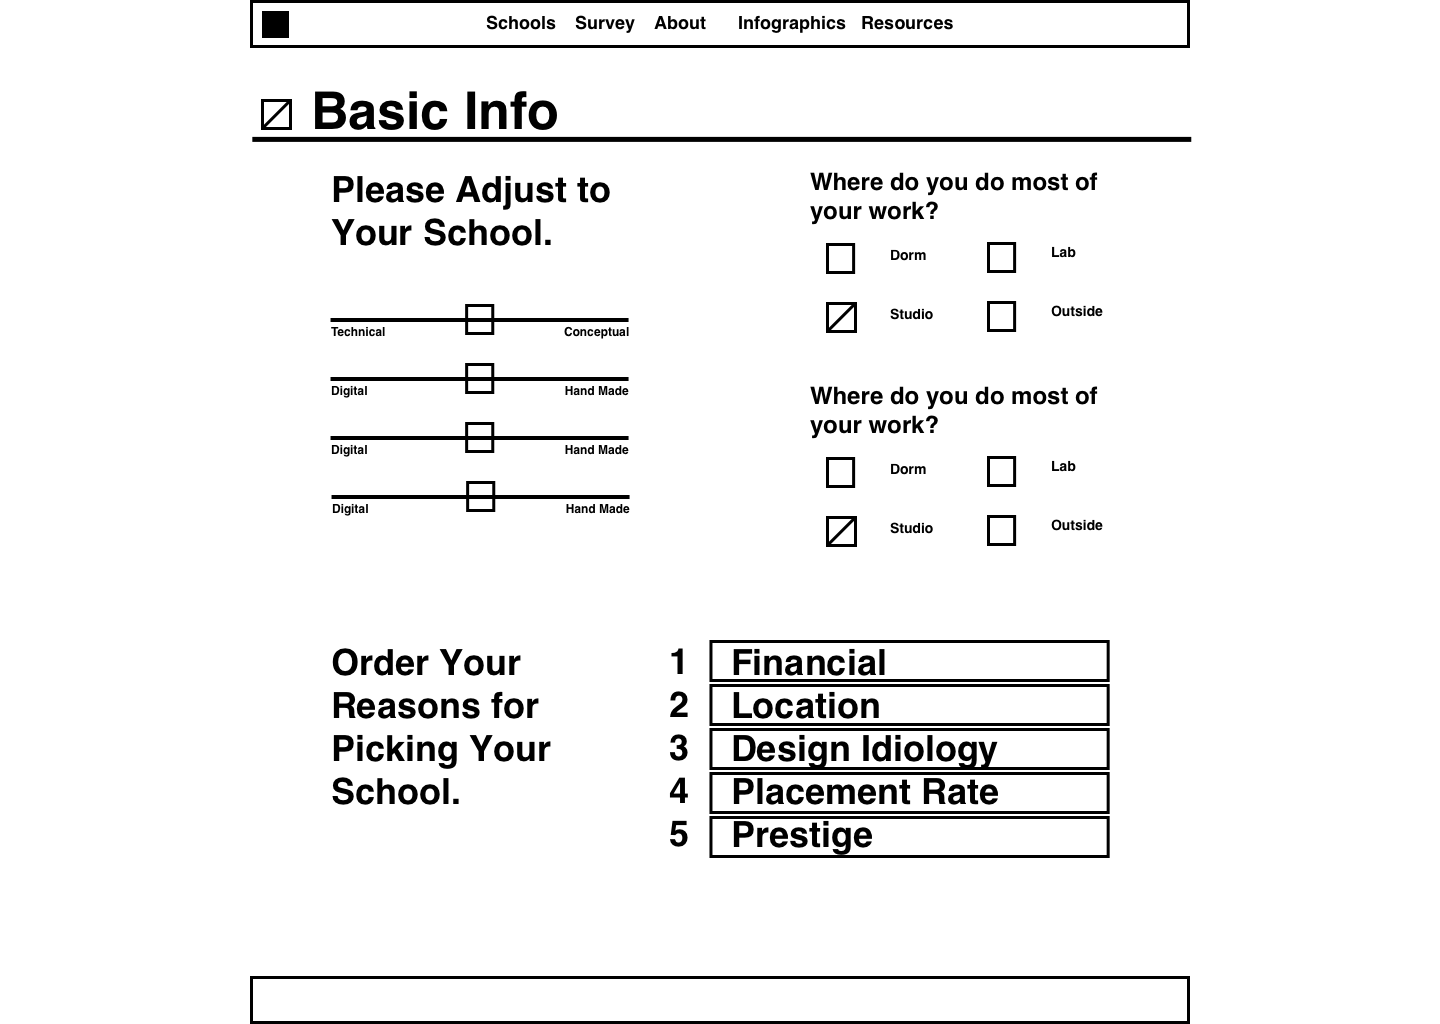 Schools Survey About Infographics Resources
Basic Info
Please Adjust to
Your School.
Technical Conceptual
Digital Hand Made
Digital Hand Made
Digital Hand Made
Where do you do most of
your work?
Dorm Lab
Studio Outside
Where do you do most of
your work?
Dorm Lab
Studio Outside
Order Your
Reasons for
Picking Your
School.
1 Financial
2 Location
3 Design Idiology
4 Placement Rate
5 Prestige